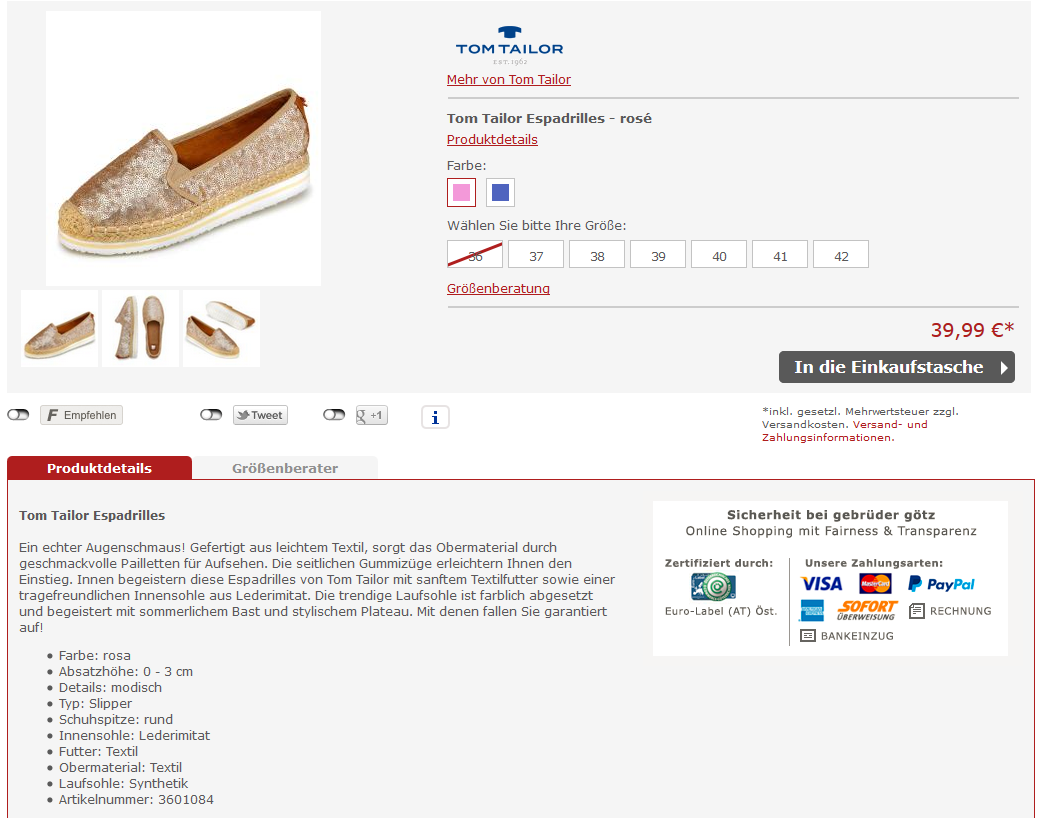 TOM TAILOR
EST. 1962
Mehr von Tom Tailor
Tom Tailor Espadrilles - rosé
Produktdetails
Farbe:
Wählen Sie bitte Ihre Größe:
36 37 38 39 40 41 42
Größenberatung
39,99 €*
In die Einkaufstasche
F Empfehlen
Tweet
g +1
i
*inkl. gesetzl. Mehrwertsteuer zzgl.
Versandkosten. Versand- und
Zahlungsinformationen.
Produktdetails
Größenberater
Tom Tailor Espadrilles
Ein echter Augenschmaus! Gefertigt aus leichtem Textil, sorgt das Obermaterial durch
geschmackvolle Pailletten für Aufsehen. Die seitlichen Gummizüge erleichtern Ihnen den
Einstieg. Innen begeistern diese Espadrilles von Tom Tailor mit sanftem Textilfutter sowie einer
tragefreundlichen Innensohle aus Lederimitat. Die trendige Laufsohle ist farblich abgesetzt
und begeistert mit sommerlichem Bast und stylischem Plateau. Mit denen fallen Sie garantiert
auf!
• Farbe: rosa
• Absatzhöhe: 0 - 3 cm
• Details: modisch
• Typ: Slipper
• Schuhspitze: rund
• Innensohle: Lederimitat
• Futter: Textil
• Obermaterial: Textil
• Laufsohle: Synthetik
• Artikelnummer: 3601084
Sicherheit bei gebrüder götz
Online Shopping mit Fairness & Transparenz
Zertifiziert durch:
Euro-Label (AT) Öst.
Unsere Zahlungsarten:
VISA MasterCard PayPal
SOFORT
ÜBERWEISUNG
RECHNUNG
BANKEINZUG